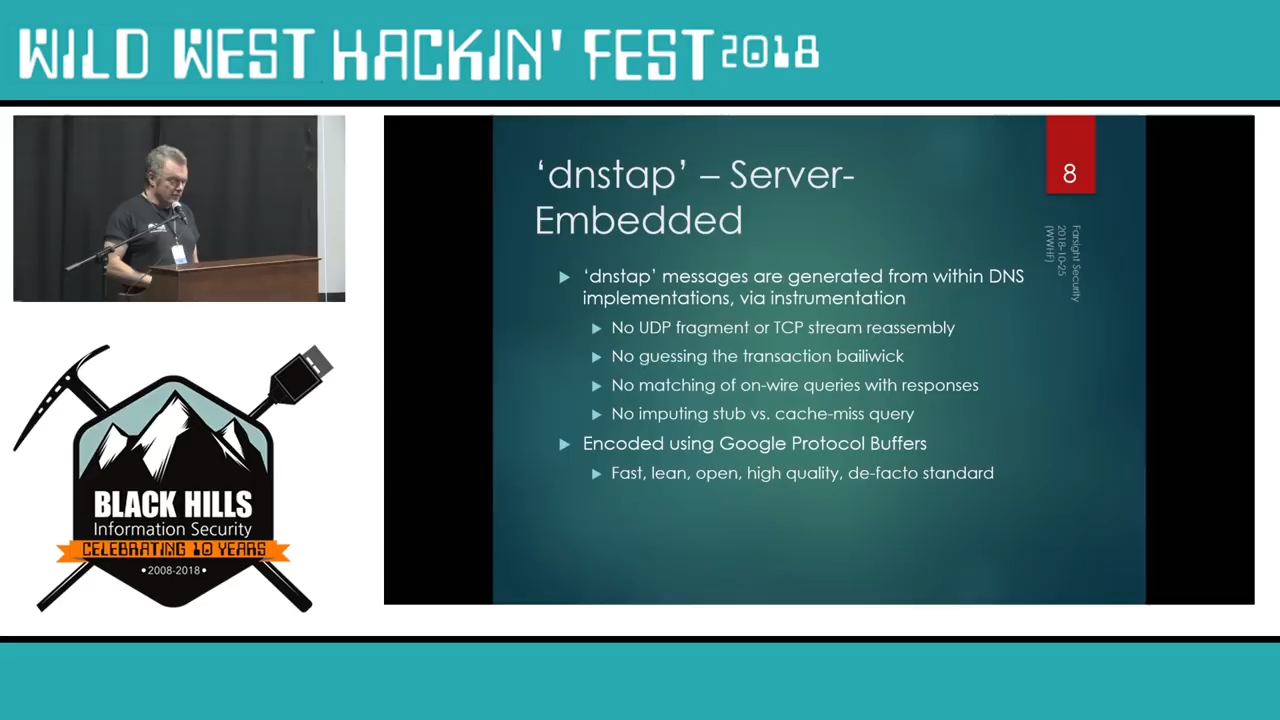 WILD WEST HACKIN' FEST 2018
‘dnstap’ – Server-
Embedded
8
Farsight Security
2018-10-25
(WWHF)
‘dnstap’ messages are generated from within DNS
implementations, via instrumentation
No UDP fragment or TCP stream reassembly
No guessing the transaction bailiwick
No matching of on-wire queries with responses
No imputing stub vs. cache-miss query
Encoded using Google Protocol Buffers
Fast, lean, open, high quality, de-facto standard
BLACK HILLS
Information Security
CELEBRATING 10 YEARS
•2008-2018•